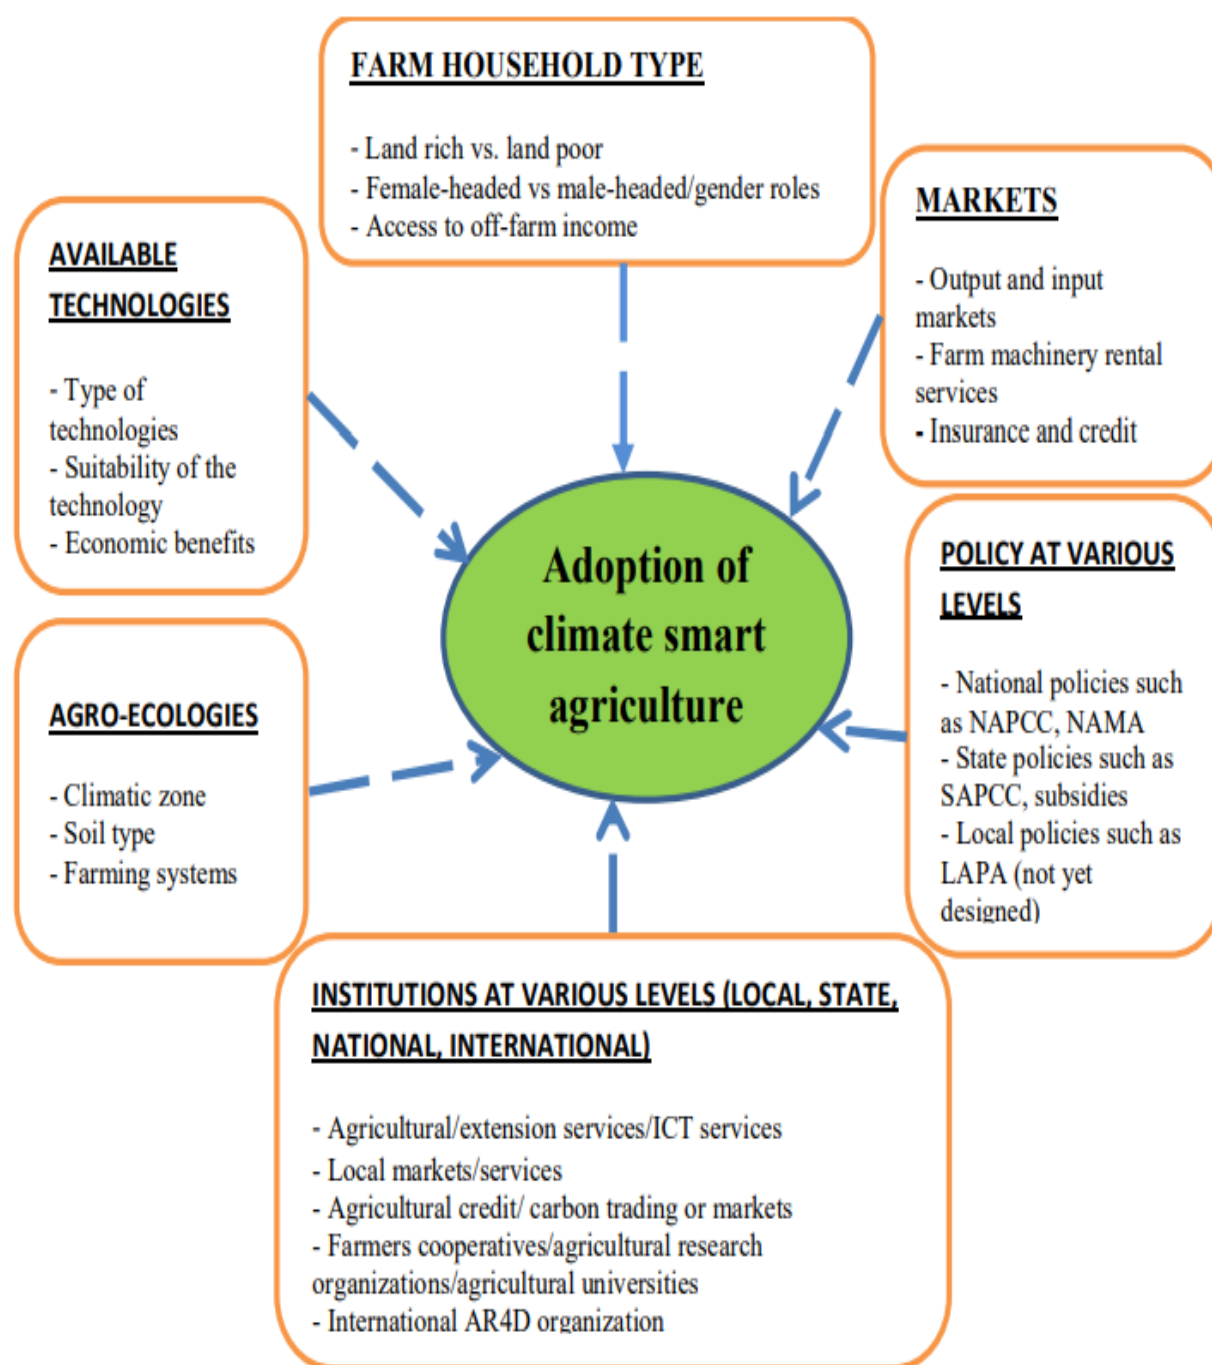 FARM HOUSEHOLD TYPE
- Land rich vs. land poor
- Female-headed vs male-headed/gender roles
- Access to off-farm income
MARKETS
- Output and input
markets
- Farm machinery rental
services
- Insurance and credit
AVAILABLE
TECHNOLOGIES
- Type of
technologies
- Suitability of the
technology
- Economic benefits
Adoption of
climate smart
agriculture
POLICY AT VARIOUS
LEVELS
- National policies such
as NAPCC, NAMA
- State policies such as
SAPCC, subsidies
- Local policies such as
LAPA (not yet
designed)
AGRO-ECOLOGIES
- Climatic zone
- Soil type
- Farming systems
INSTITUTIONS AT VARIOUS LEVELS (LOCAL, STATE,
NATIONAL, INTERNATIONAL)
- Agricultural/extension services/ICT services
- Local markets/services
- Agricultural credit/ carbon trading or markets
- Farmers cooperatives/agricultural research
organizations/agricultural universities
- International AR4D organization